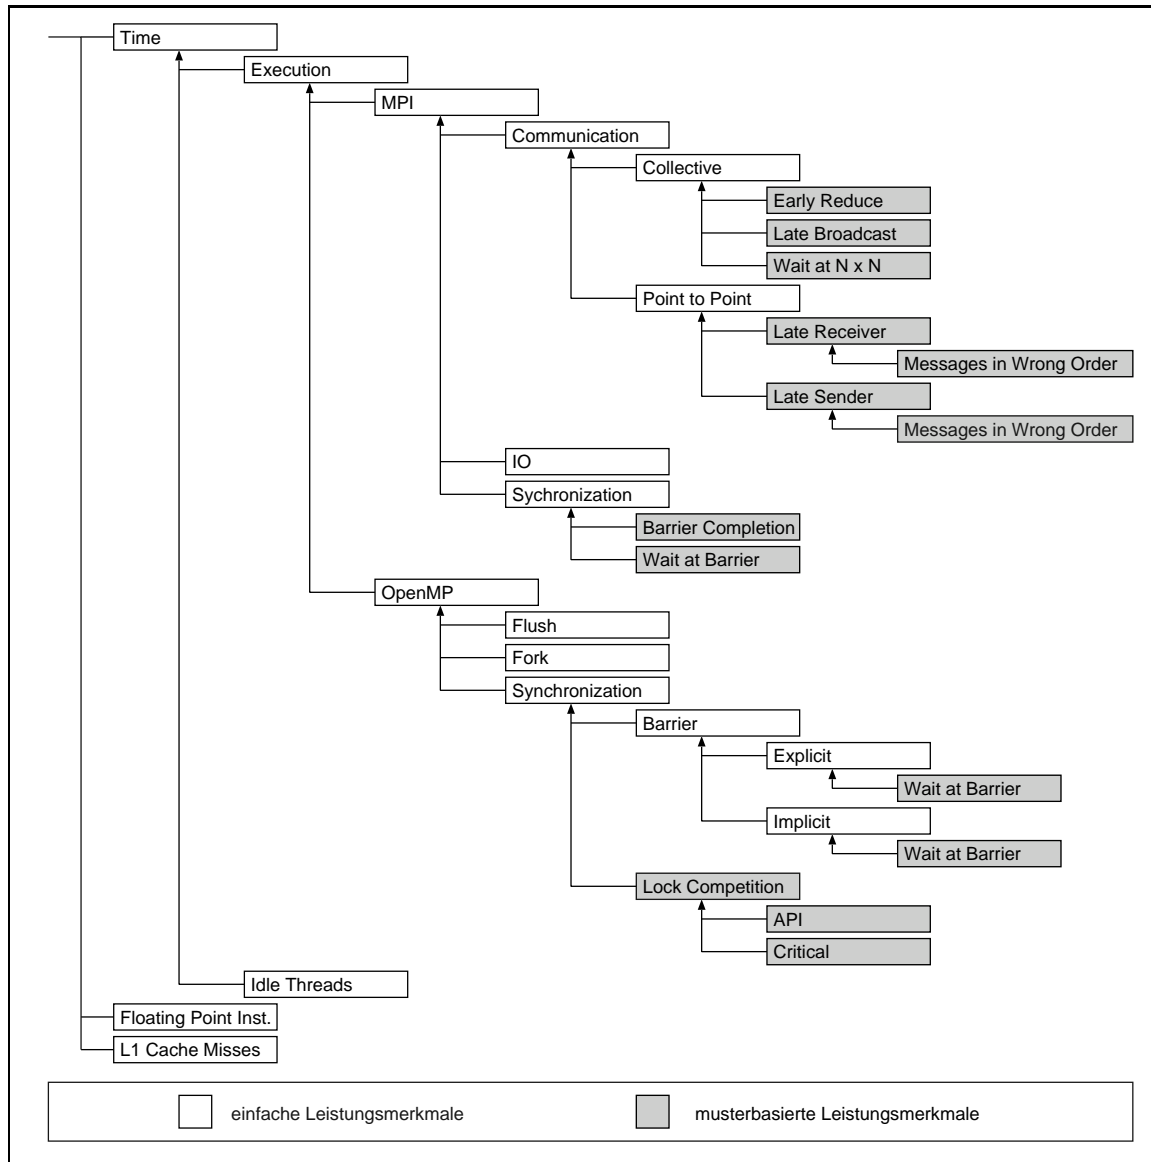 Time
Execution
MPI
Communication
Collective
Early Reduce
Late Broadcast
Wait at N x N
Point to Point
Late Receiver
Messages in Wrong Order
Late Sender
Messages in Wrong Order
IO
Sychronization
Barrier Completion
Wait at Barrier
OpenMP
Flush
Fork
Synchronization
Barrier
Explicit
Wait at Barrier
Implicit
Wait at Barrier
Lock Competition
API
Critical
Idle Threads
Floating Point Inst.
L1 Cache Misses
einfache Leistungsmerkmale
musterbasierte Leistungsmerkmale